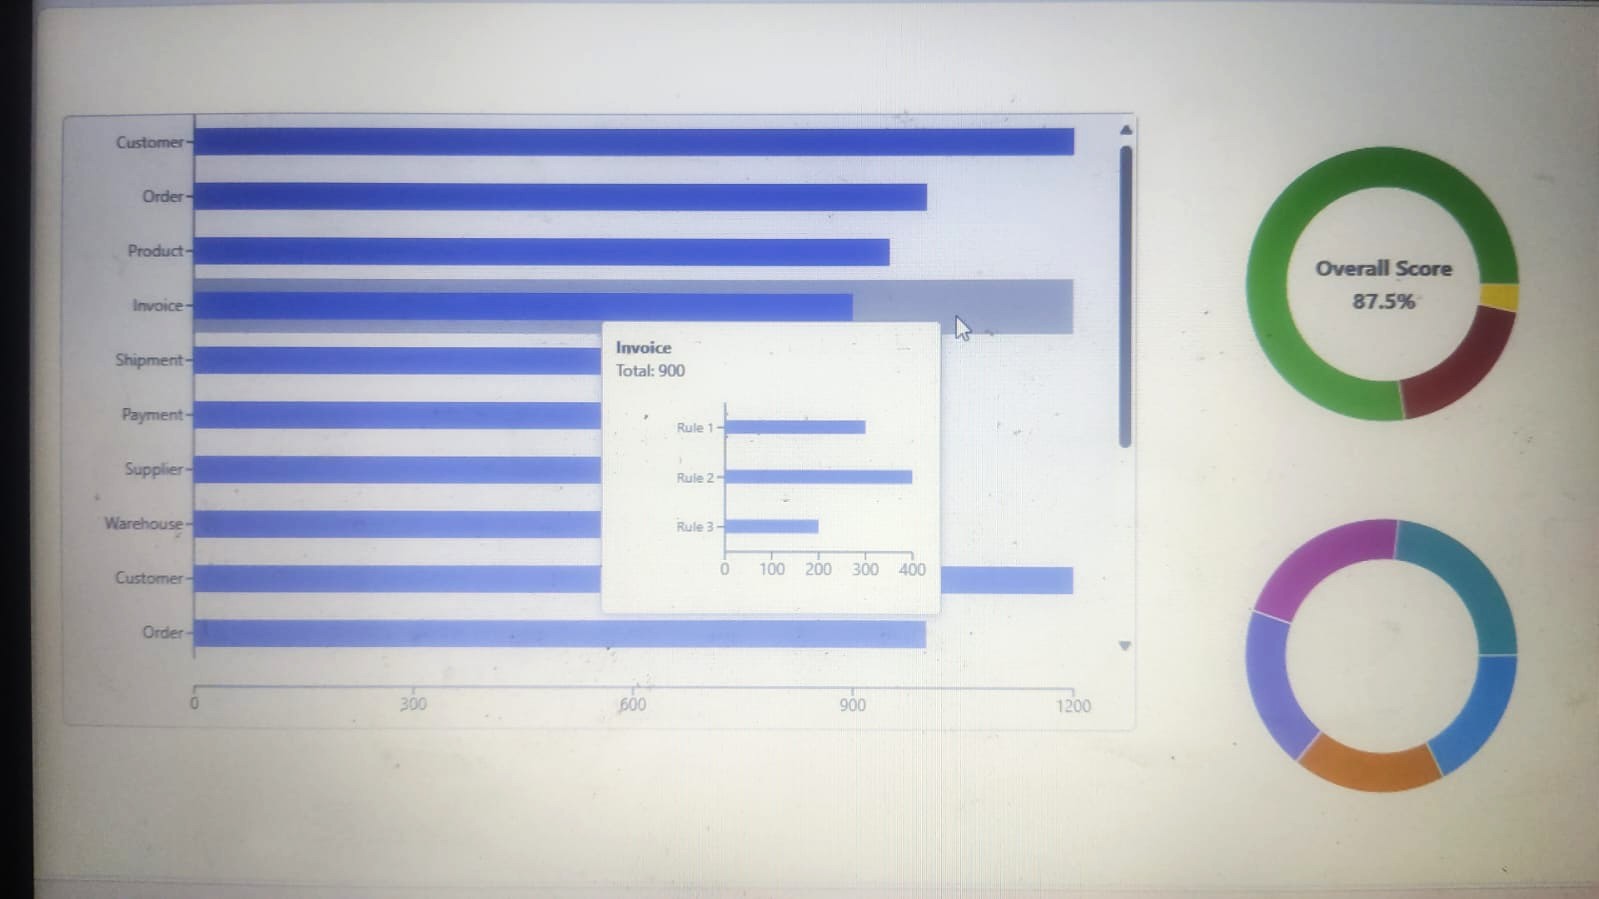 Customer
Order
Product
Invoice
Shipment
Payment
Supplier
Warehouse
Customer
Order
0 300 600 900 1200
Invoice
Total: 900
Rule 1
Rule 2
Rule 3
0 100 200 300 400
Overall Score
87.5%